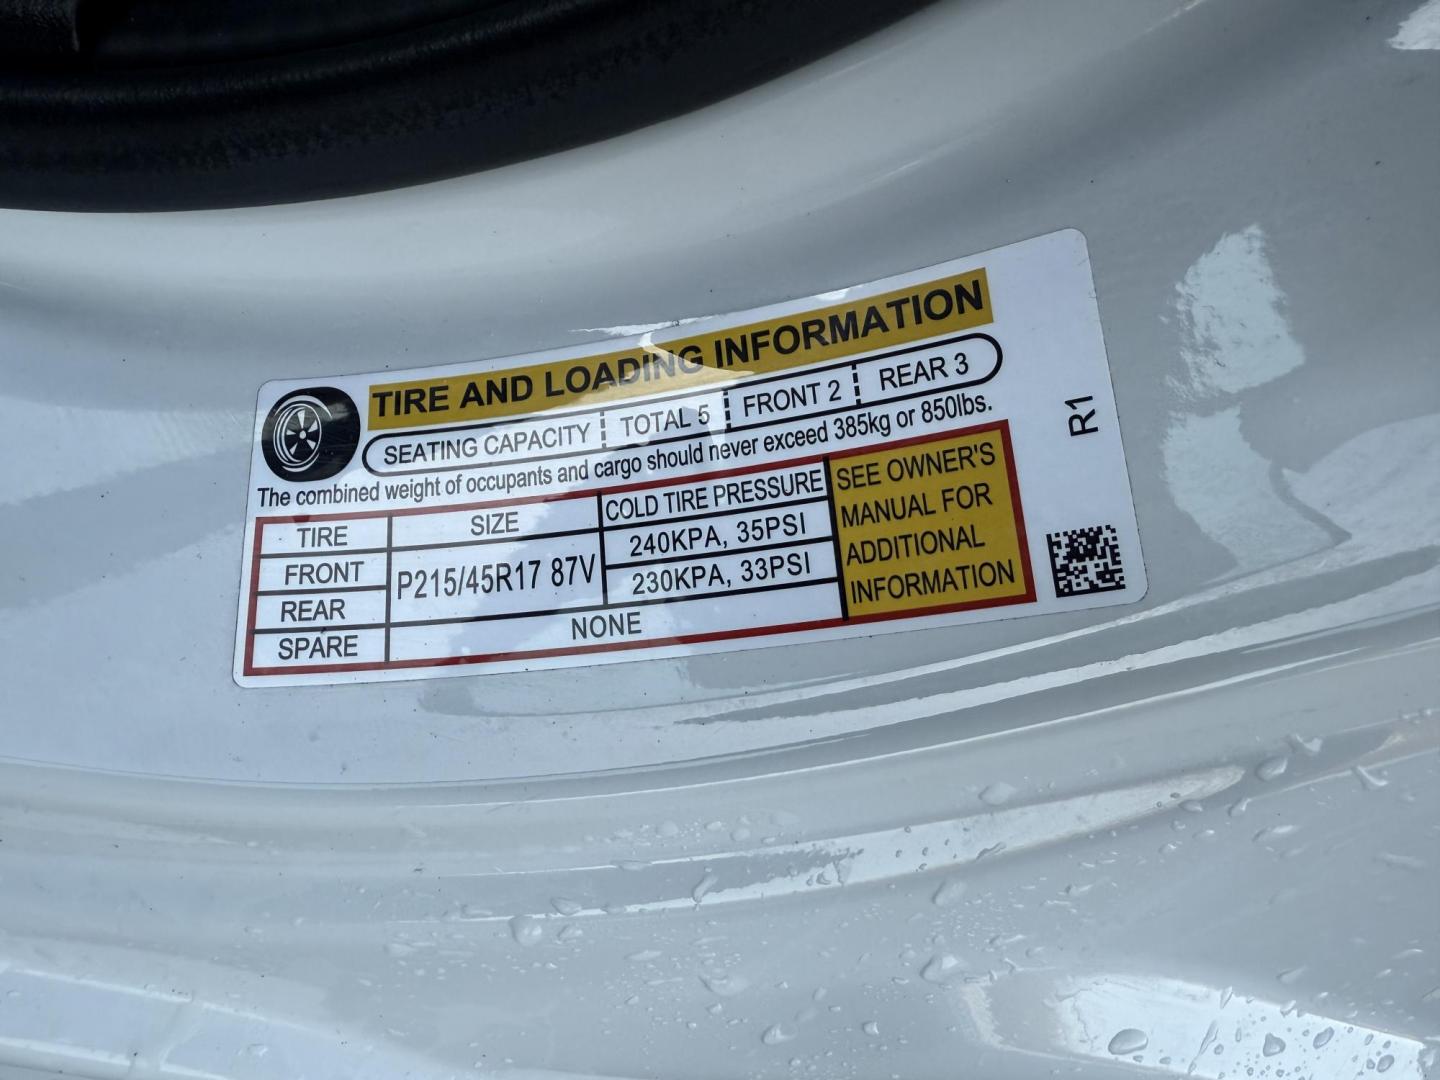 TIRE AND LOADING INFORMATION
SEATING CAPACITY TOTAL 5 FRONT 2 REAR 3
The combined weight of occupants and cargo should never exceed 385kg or 850lbs.
TIRE SIZE COLD TIRE PRESSURE
FRONT P215/45R17 87V 240KPA, 35PSI
REAR 230KPA, 33PSI
SPARE NONE
SEE OWNER'S
MANUAL FOR
ADDITIONAL
INFORMATION
R1